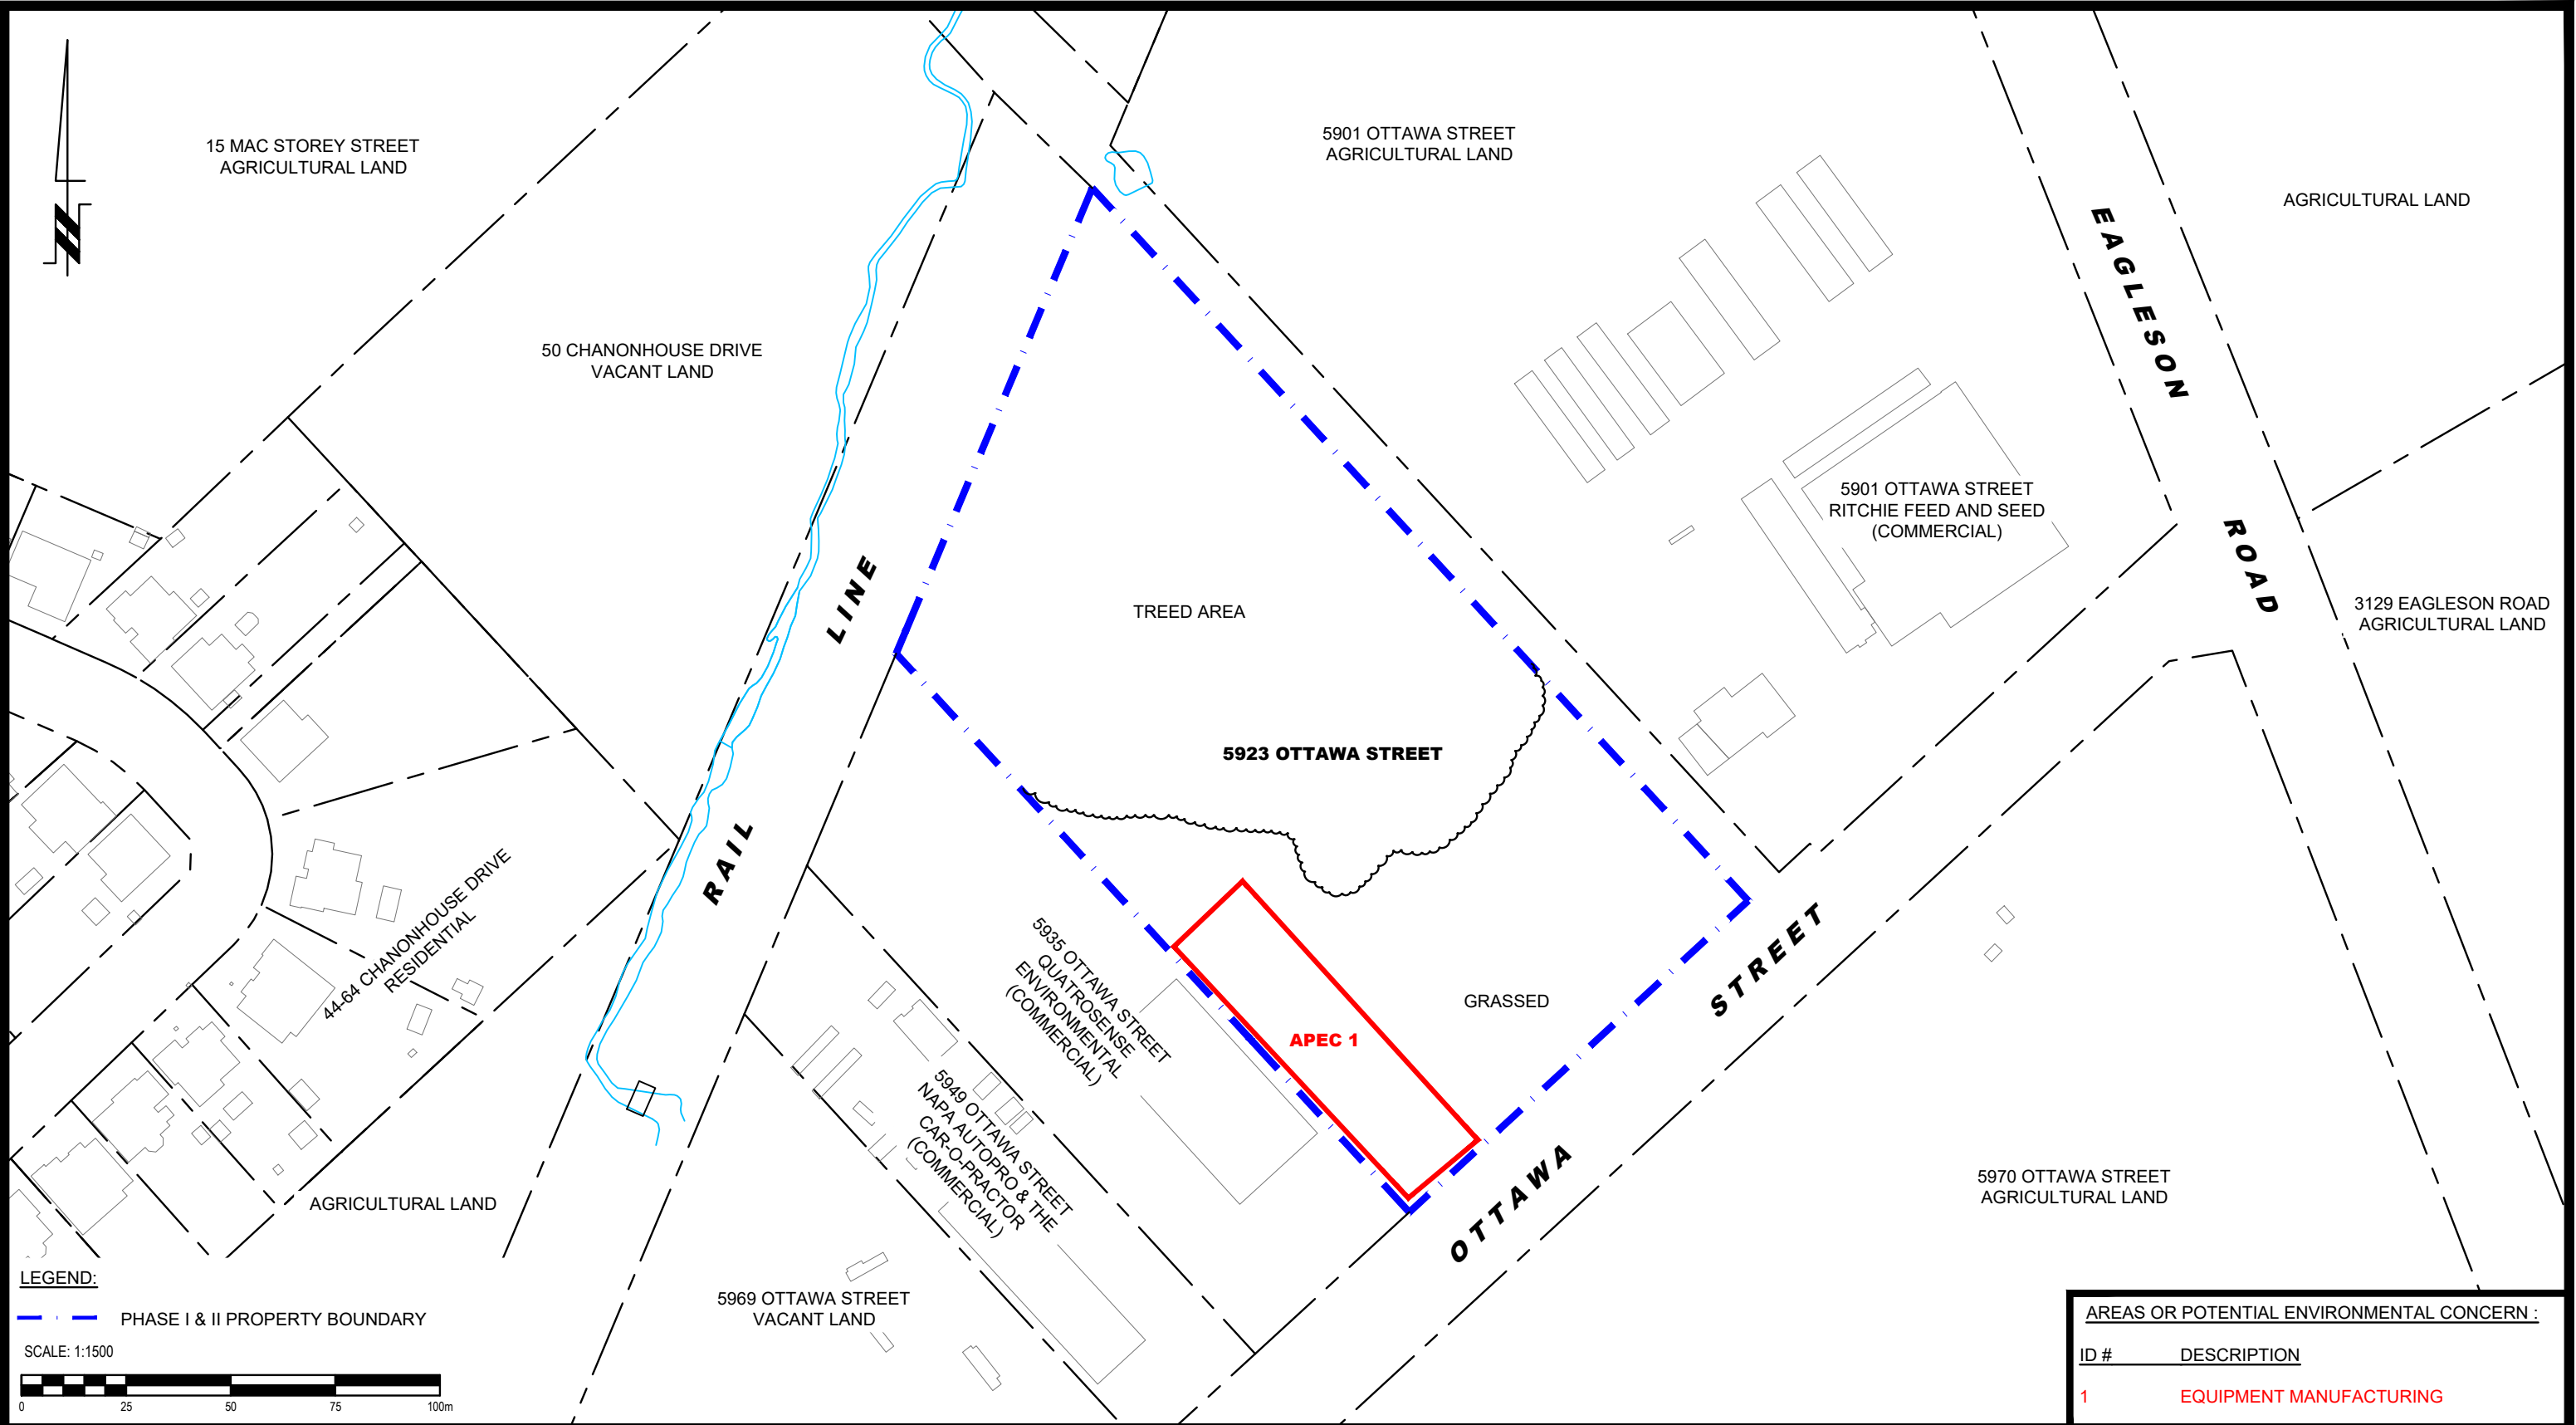 15 MAC STOREY STREET
AGRICULTURAL LAND
5901 OTTAWA STREET
AGRICULTURAL LAND
AGRICULTURAL LAND
EAGLESON
ROAD
50 CHANONHOUSE DRIVE
VACANT LAND
5901 OTTAWA STREET
RITCHIE FEED AND SEED
(COMMERCIAL)
3129 EAGLESON ROAD
AGRICULTURAL LAND
TREED AREA
RAIL LINE
5923 OTTAWA STREET
44-64 CHANONHOUSE DRIVE
RESIDENTIAL
5935 OTTAWA STREET
QUATROSENSE
ENVIRONMENTAL
(COMMERCIAL)
GRASSED
APEC 1
OTTAWA STREET
5949 OTTAWA STREET
NAPA AUTOPRO & THE
CAR-O-PRACTOR
(COMMERCIAL)
5970 OTTAWA STREET
AGRICULTURAL LAND
AGRICULTURAL LAND
5969 OTTAWA STREET
VACANT LAND
LEGEND:
PHASE I & II PROPERTY BOUNDARY
SCALE: 1:1500
0 25 50 75 100m
AREAS OR POTENTIAL ENVIRONMENTAL CONCERN :
ID # DESCRIPTION
1 EQUIPMENT MANUFACTURING